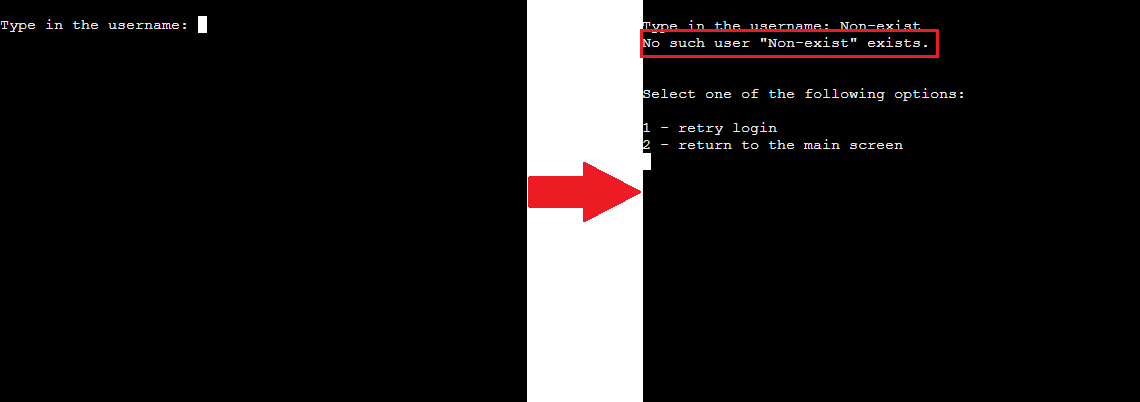 Type in the username:
Type in the username: Non-exist
No such user "Non-exist" exists.
Select one of the following options:
1 - retry login
2 - return to the main screen